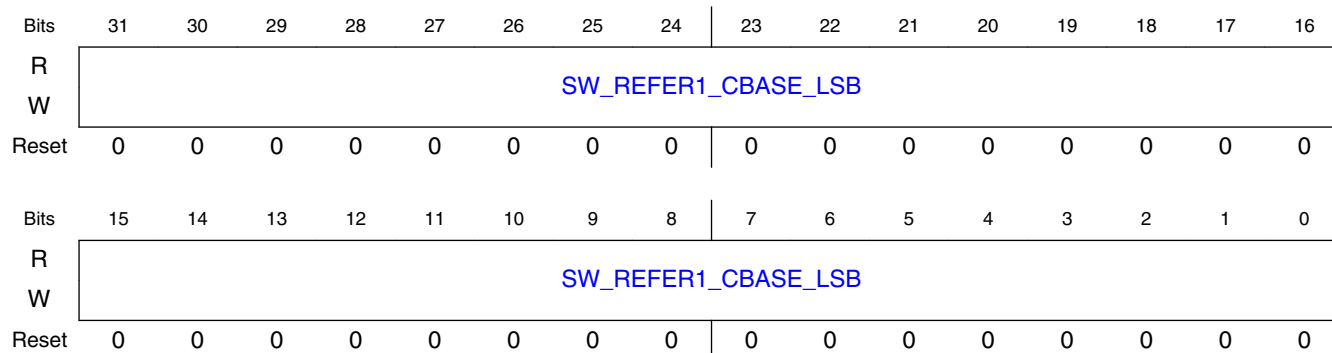 Bits 31 30 29 28 27 26 25 24 23 22 21 20 19 18 17 16
R
SW_REFER1_CBASE_LSB
W
Reset 0 0 0 0 0 0 0 0 0 0 0 0 0 0 0 0
Bits 15 14 13 12 11 10 9 8 7 6 5 4 3 2 1 0
R
SW_REFER1_CBASE_LSB
W
Reset 0 0 0 0 0 0 0 0 0 0 0 0 0 0 0 0